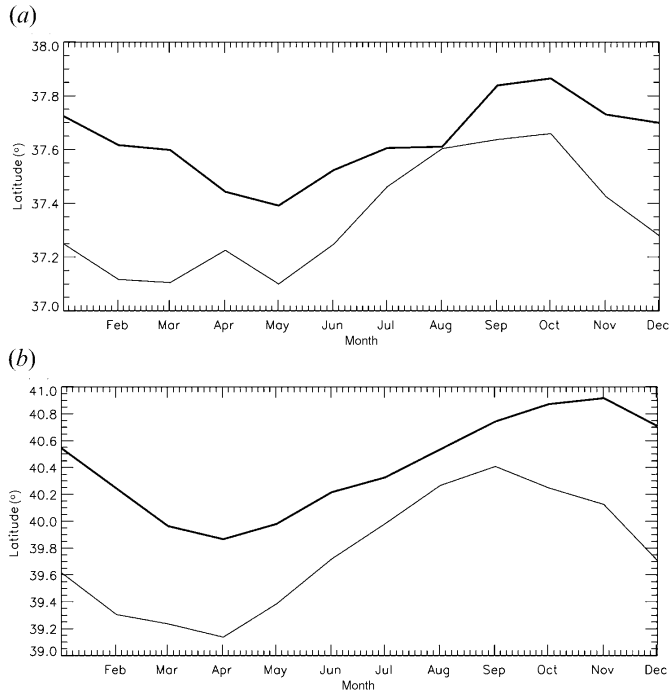 (a)
38.0
37.8
37.6
37.4
37.2
37.0
Latitude (o)
Feb Mar Apr May Jun Jul Aug Sep Oct Nov Dec
Month
(b)
41.0
40.8
40.6
40.4
40.2
40.0
39.8
39.6
39.4
39.2
39.0
Latitude (o)
Feb Mar Apr May Jun Jul Aug Sep Oct Nov Dec
Month